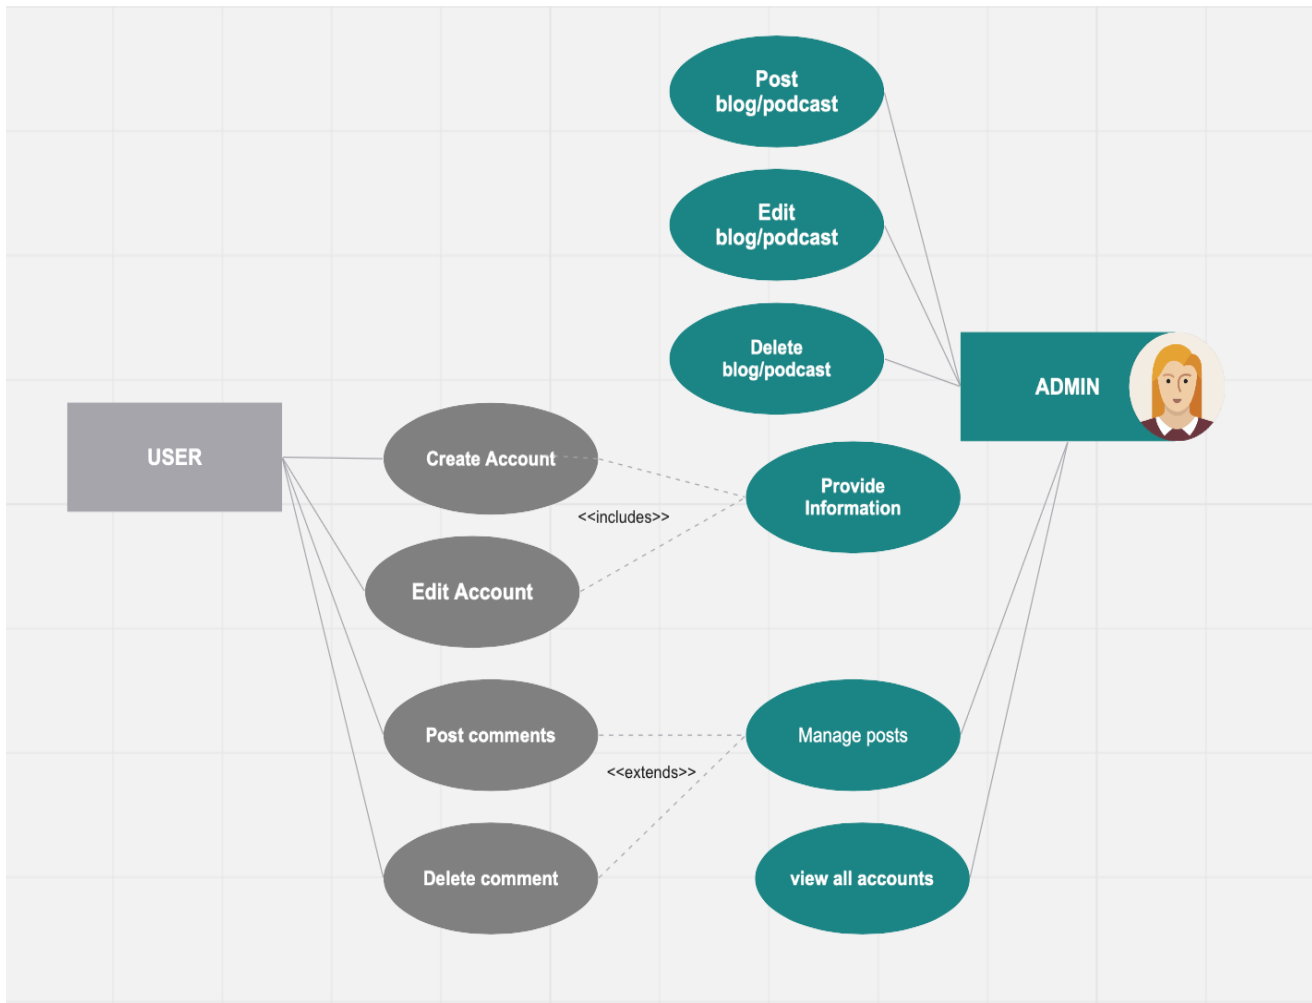 Post
blog/podcast
Edit
blog/podcast
Delete
blog/podcast
ADMIN
USER
Create Account
Provide
Information
<<includes>>
Edit Account
Post comments
Manage posts
<<extends>>
Delete comment
view all accounts